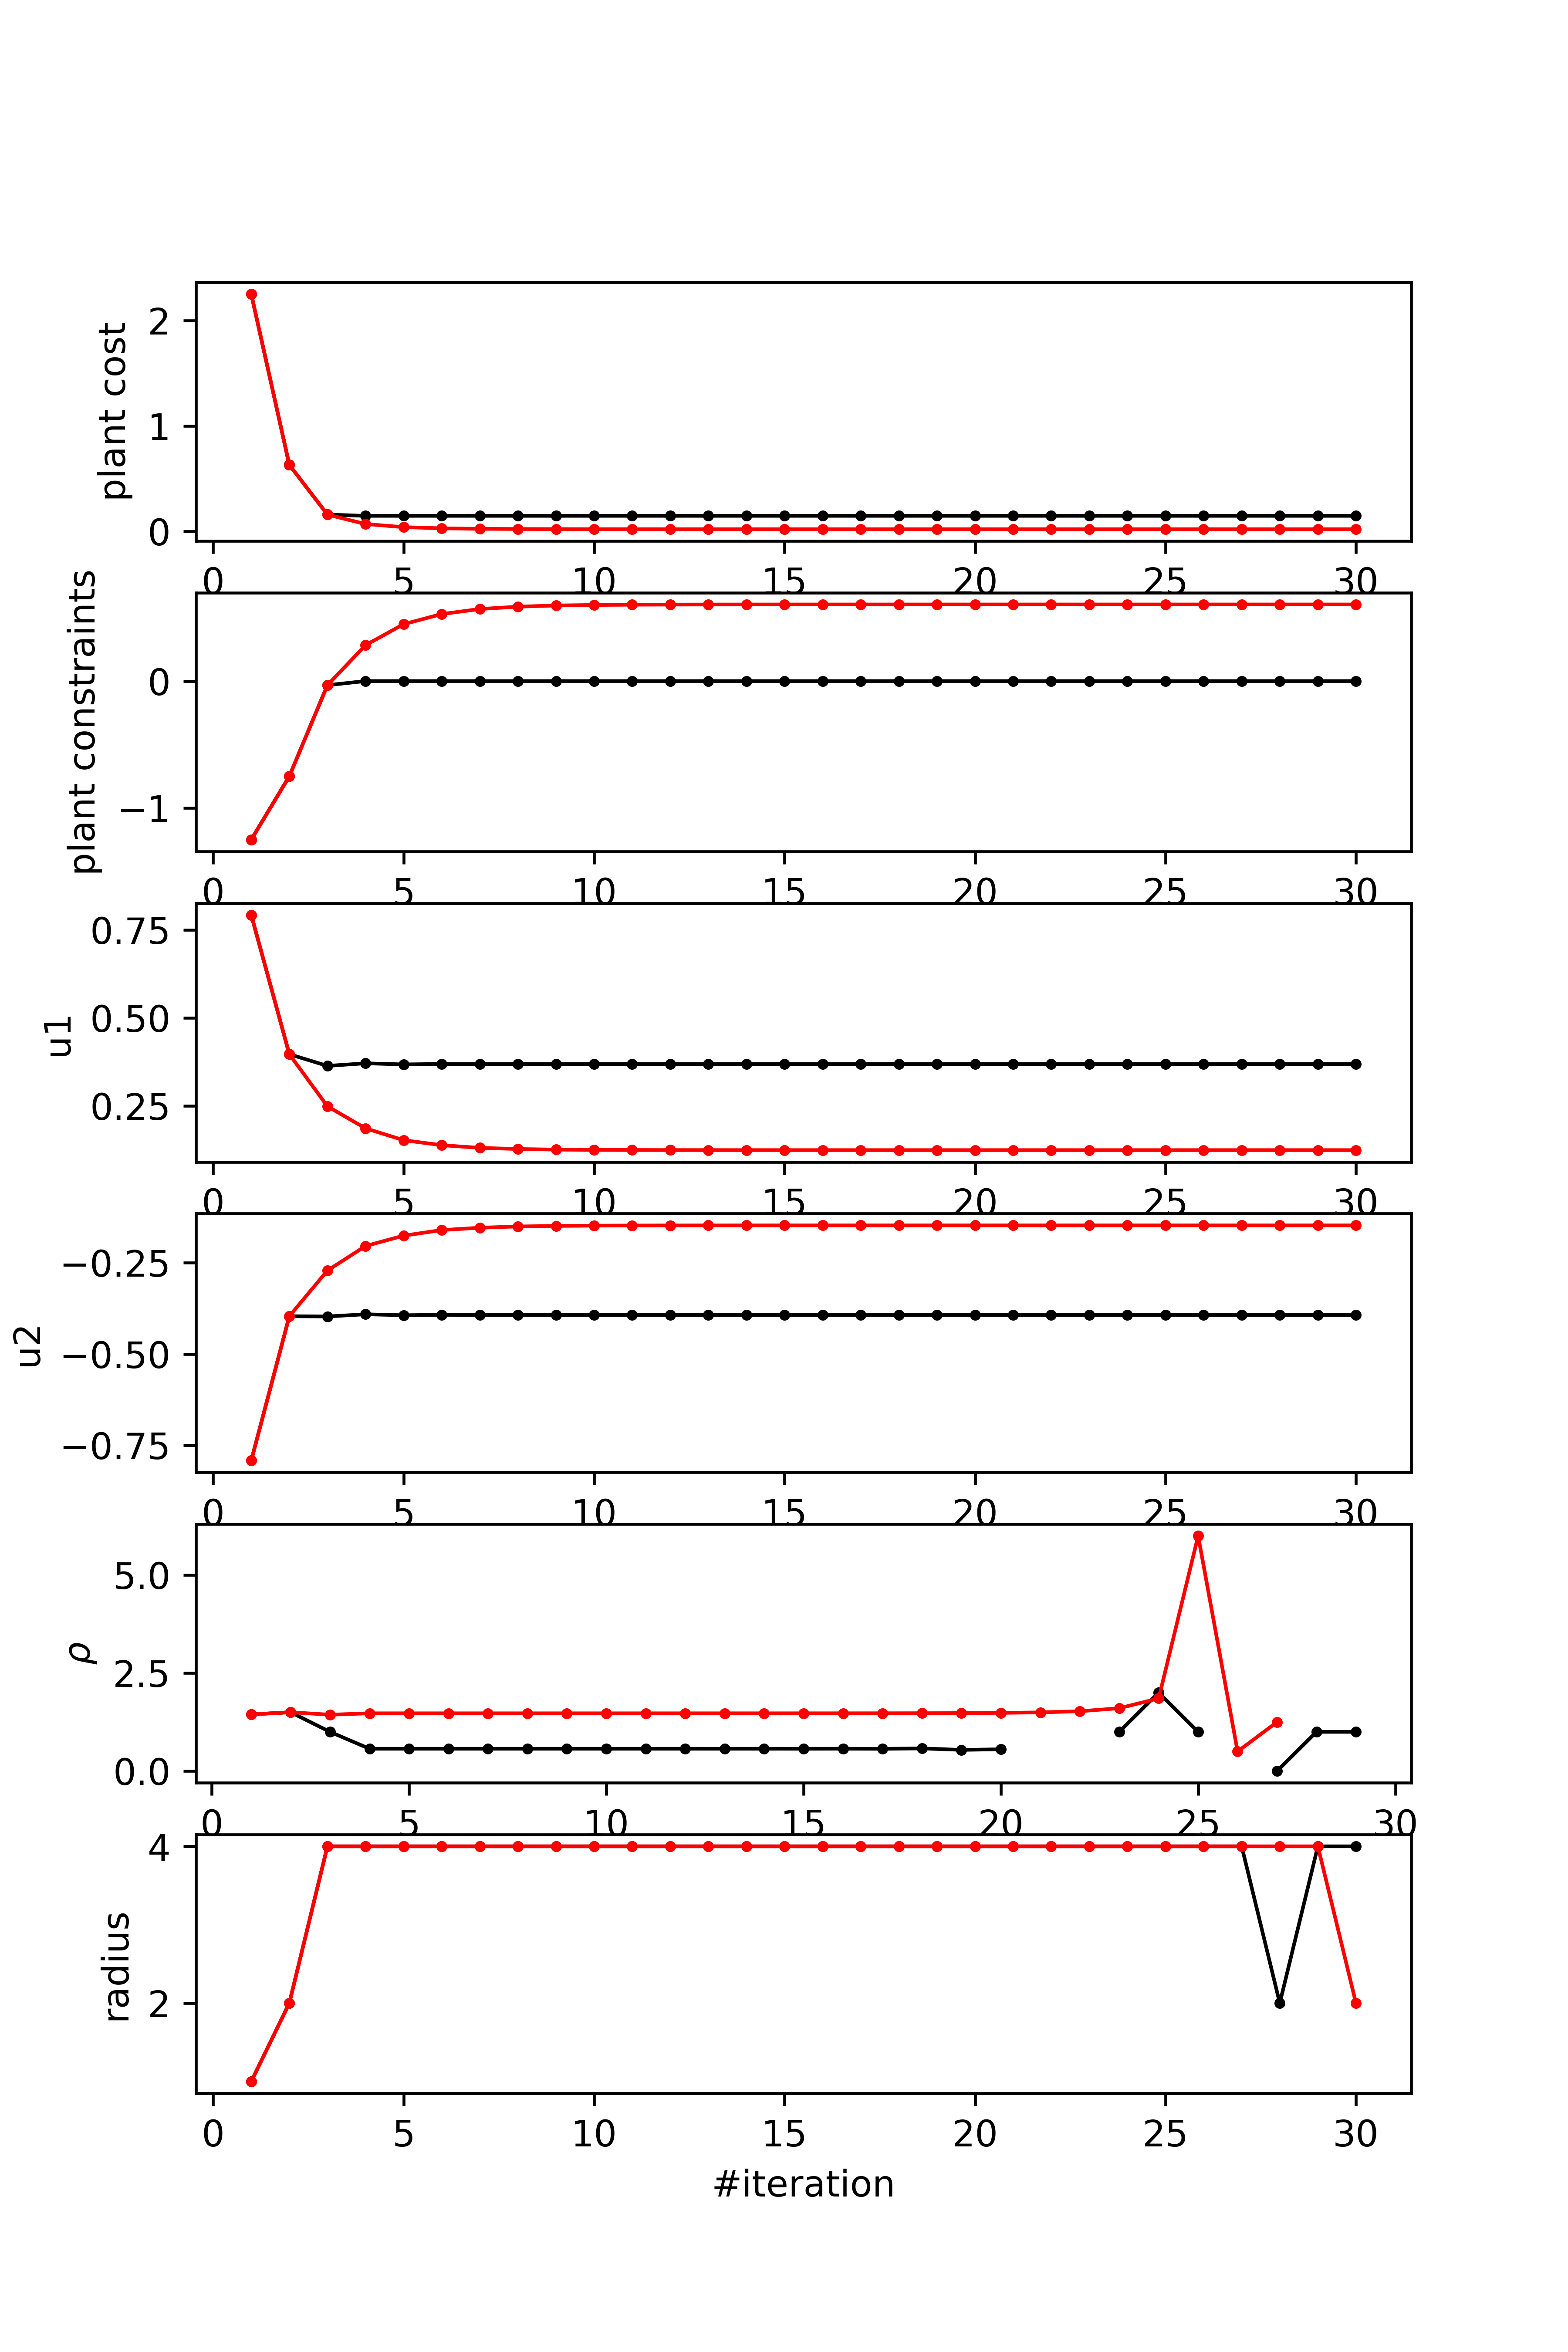 plant cost
2
1
0
0 5 10 15 20 25 30
plant constraints
0
−1
0 5 10 15 20 25 30
u1
0.75
0.50
0.25
0 5 10 15 20 25 30
u2
−0.25
−0.50
−0.75
0 5 10 15 20 25 30
ρ
5.0
2.5
0.0
0 5 10 15 20 25 30
radius
4
2
0 5 10 15 20 25 30
#iteration